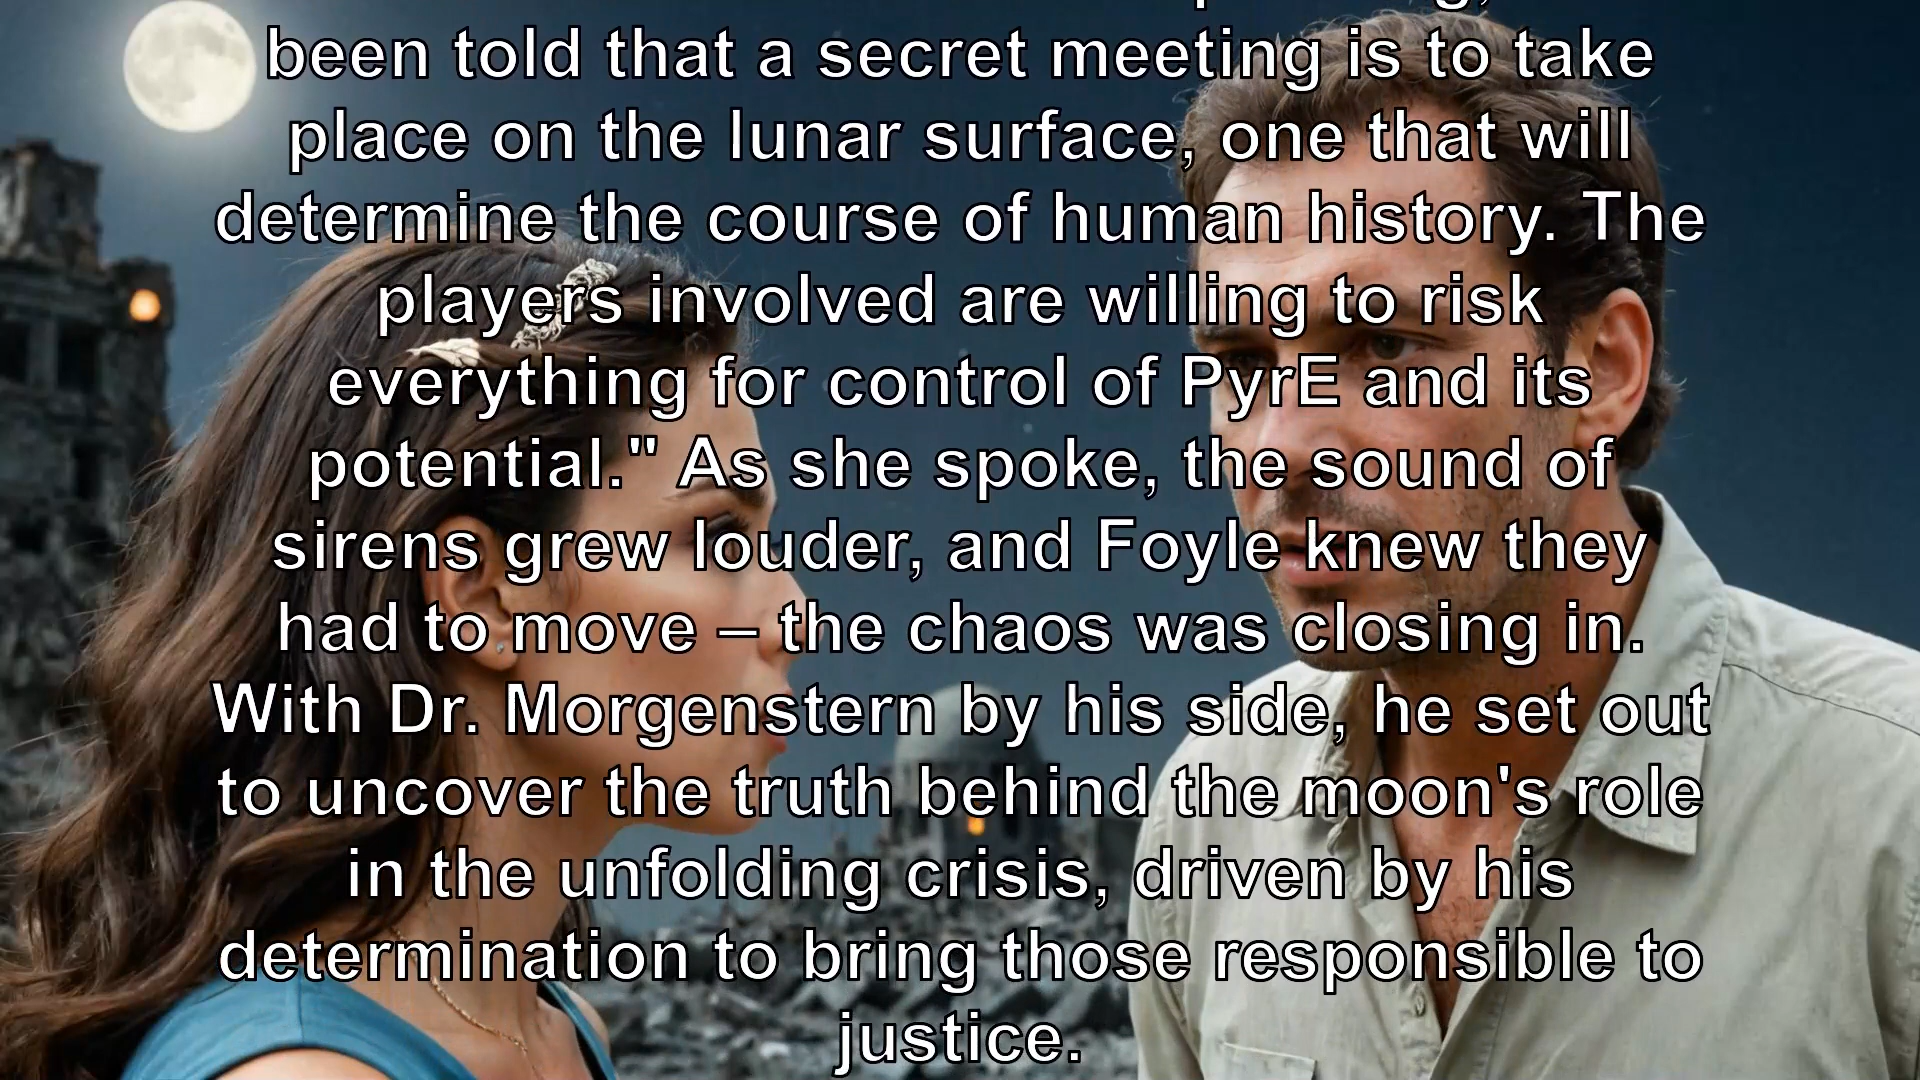 been told that a secret meeting is to take
place on the lunar surface, one that will
determine the course of human history. The
players involved are willing to risk
everything for control of PyrE and its
potential." As she spoke, the sound of
sirens grew louder, and Foyle knew they
had to move – the chaos was closing in.
With Dr. Morgenstern by his side, he set out
to uncover the truth behind the moon's role
in the unfolding crisis, driven by his
determination to bring those responsible to
justice.